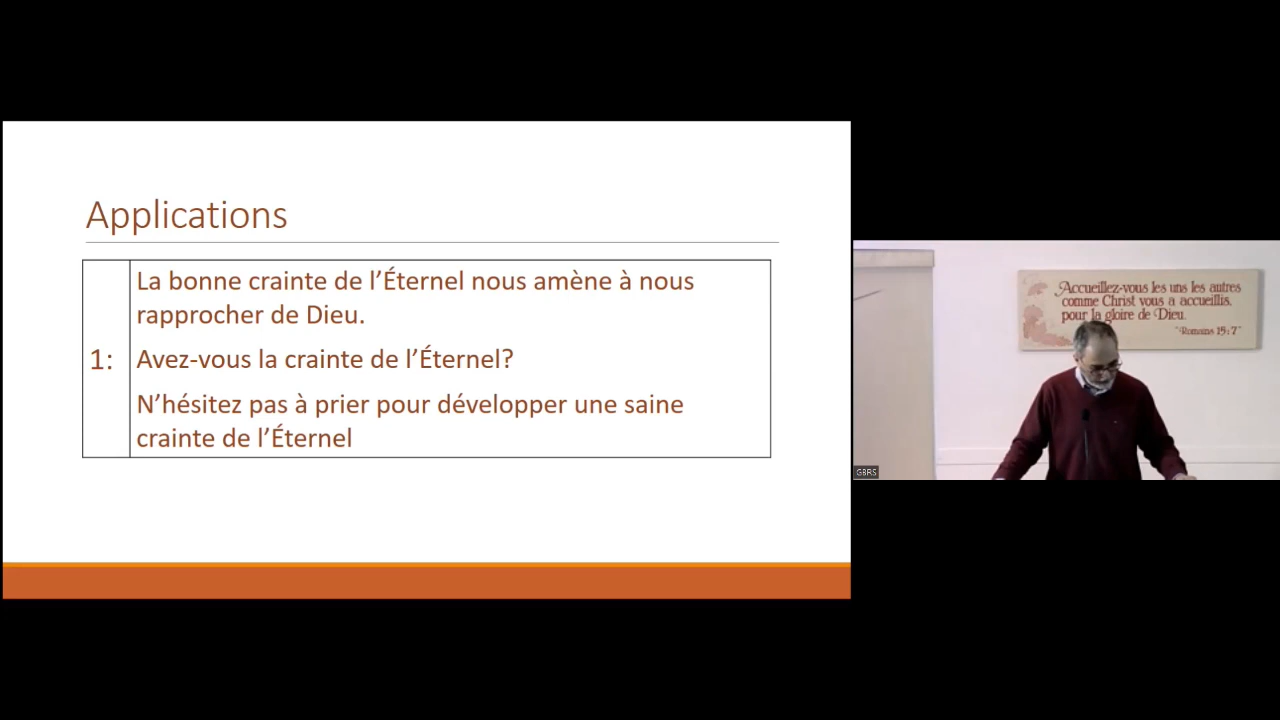 Applications
1:
La bonne crainte de l’Éternel nous amène à nous
rapprocher de Dieu.
Avez-vous la crainte de l’Éternel?
N’hésitez pas à prier pour développer une saine
crainte de l’Éternel
Accueillez-vous les uns les autres
comme Christ vous a accueillis,
pour la gloire de Dieu.
"Romains 15:7"
GBRS